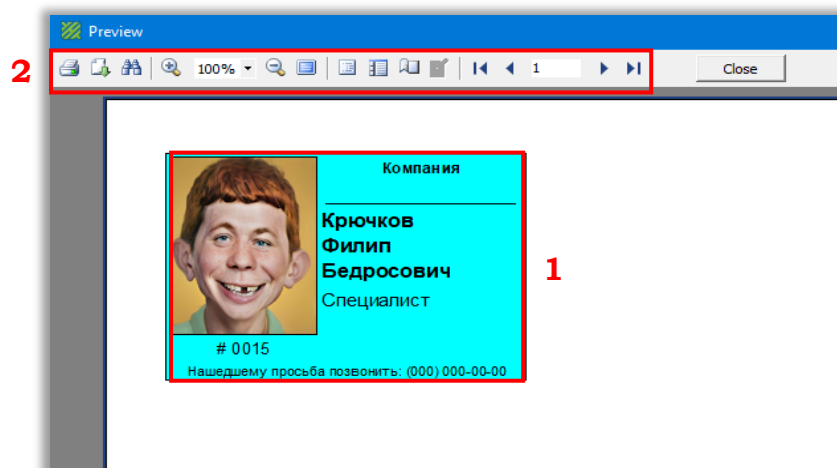 Preview
2
100%
1
Close
Компания
Крючков
Филип
Бедросович
1
Специалист
# 0015
Нашедшему просьба позвонить: (000) 000-00-00